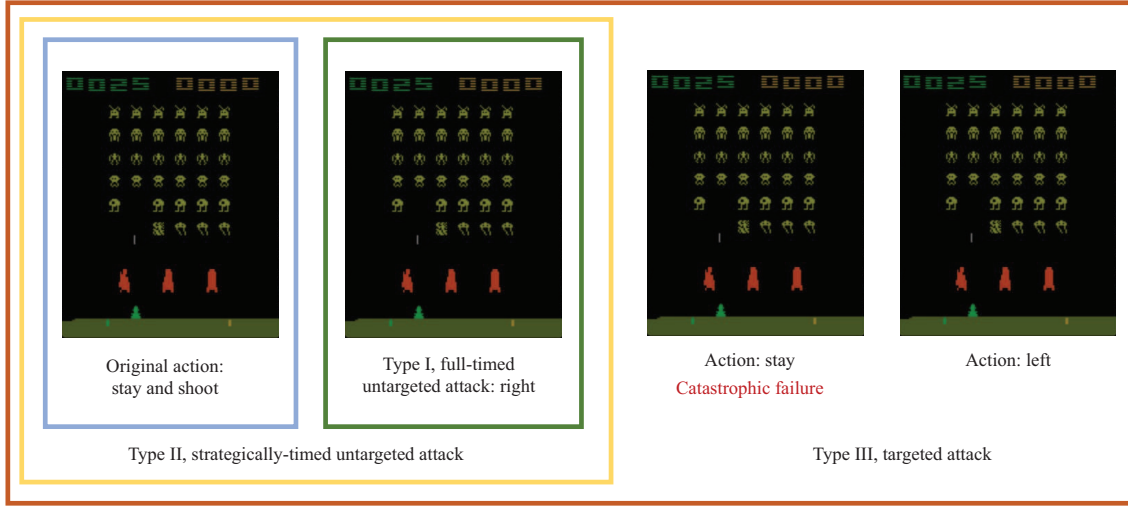 0025 0000
0025 0000
0025 0000
0025 0000
Original action:
stay and shoot
Type I, full-timed
untargeted attack: right
Action: stay
Catastrophic failure
Action: left
Type II, strategically-timed untargeted attack
Type III, targeted attack